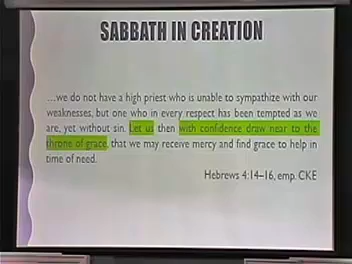 SABBATH IN CREATION
…we do not have a high priest who is unable to sympathize with our
weaknesses, but one who in every respect has been tempted as we
are, yet without sin. Let us then with confidence draw near to the
throne of grace, that we may receive mercy and find grace to help in
time of need.
Hebrews 4:14–16, emp. CKE